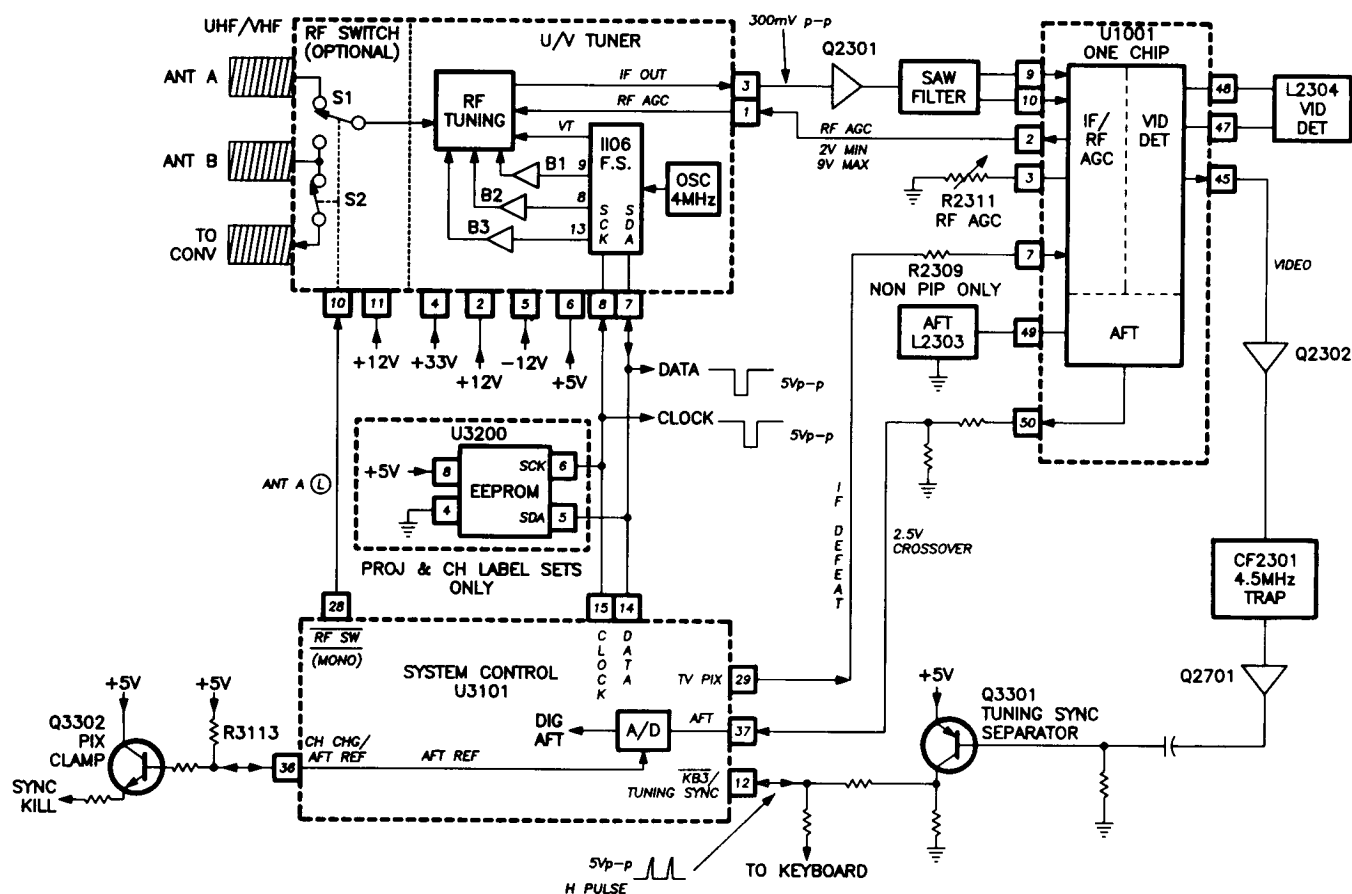 UHF/VHF
ANT A
ANT B
TO
CONV
RF SWITCH
(OPTIONAL)
S1
S2
U/V TUNER
RF
TUNING
IF OUT
RF AGC
VT
1106
F.S.
SCK
SDA
OSC
4MHz
B1
B2
B3
9
8
13
3
1
10
11
4
2
5
6
8
7
+12V
+33V
+12V
-12V
+5V
300mV p-p
Q2301
SAW
FILTER
RF AGC
2V MIN
9V MAX
R2311
RF AGC
R2309
NON PIP ONLY
AFT
L2303
U1001
ONE CHIP
IF/
RF
AGC
VID
DET
AFT
9
10
2
3
7
49
50
48
47
45
L2304
VID
DET
VIDEO
Q2302
CF2301
4.5MHz
TRAP
Q2701
DATA
5Vp-p
CLOCK
5Vp-p
U3200
+5V
8
4
EEPROM
SCK
SDA
6
5
PROJ & CH LABEL SETS
ONLY
ANT A L
IF DEFEAT
2.5V
CROSSOVER
28
15
14
RF SW
(MONO)
CLOCK
DATA
SYSTEM CONTROL
U3101
TV PIX
29
DIG
AFT
A/D
AFT
37
CH CHG/
AFT REF
AFT REF
36
KB3/
TUNING SYNC
12
+5V
+5V
Q3302
PIX
CLAMP
R3113
SYNC
KILL
+5V
Q3301
TUNING SYNC
SEPARATOR
5Vp-p
H PULSE
TO KEYBOARD